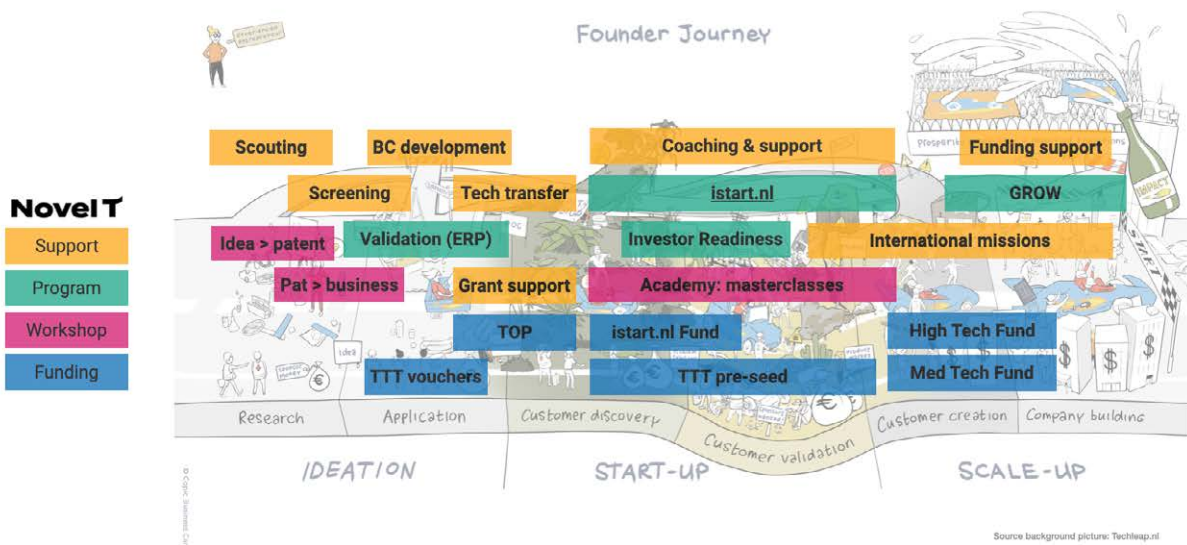 Founder Journey
Scouting
BC development
Coaching & support
Funding support
Screening
Tech transfer
istart.nl
GROW
Novel T
Support
Program
Workshop
Funding
Idea > patent
Validation (ERP)
Investor Readiness
International missions
Pat > business
Grant support
Academy: masterclasses
TOP
istart.nl Fund
High Tech Fund
TTT vouchers
TTT pre-seed
Med Tech Fund
Idea
IMPACT
Research
Application
Customer discovery
Customer validation
Customer creation
Company building
IDEATION
START-UP
SCALE-UP
Source background picture: Techleap.nl